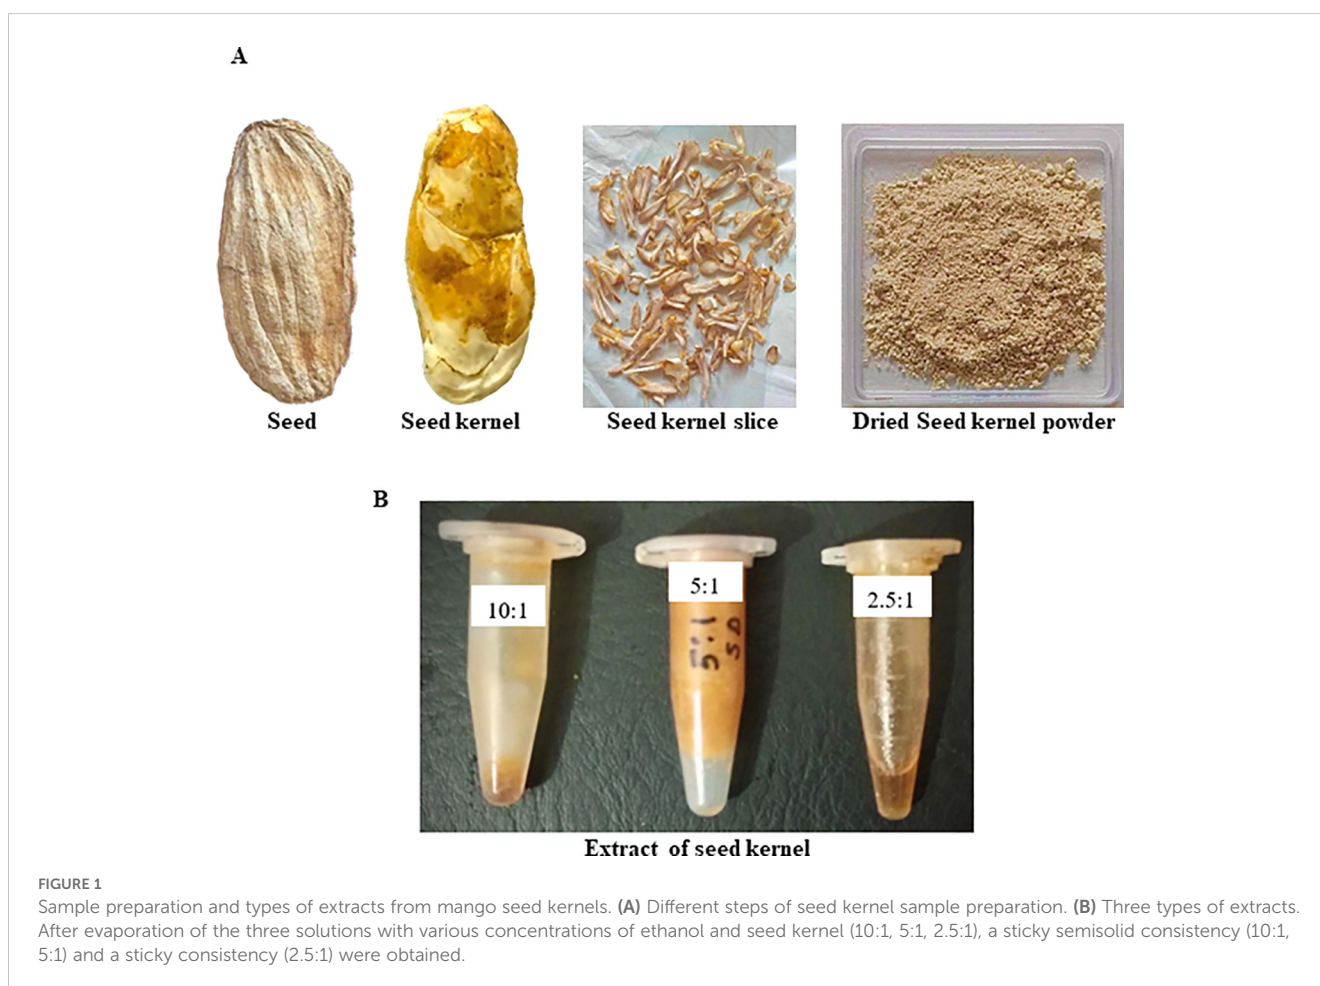 A
Seed
Seed kernel
Seed kernel slice
Dried Seed kernel powder
B
10:1
5:1
2.5:1
5:1
SD
Extract of seed kernel
FIGURE 1
Sample preparation and types of extracts from mango seed kernels. (A) Different steps of seed kernel sample preparation. (B) Three types of extracts.
After evaporation of the three solutions with various concentrations of ethanol and seed kernel (10:1, 5:1, 2.5:1), a sticky semisolid consistency (10:1,
5:1) and a sticky consistency (2.5:1) were obtained.